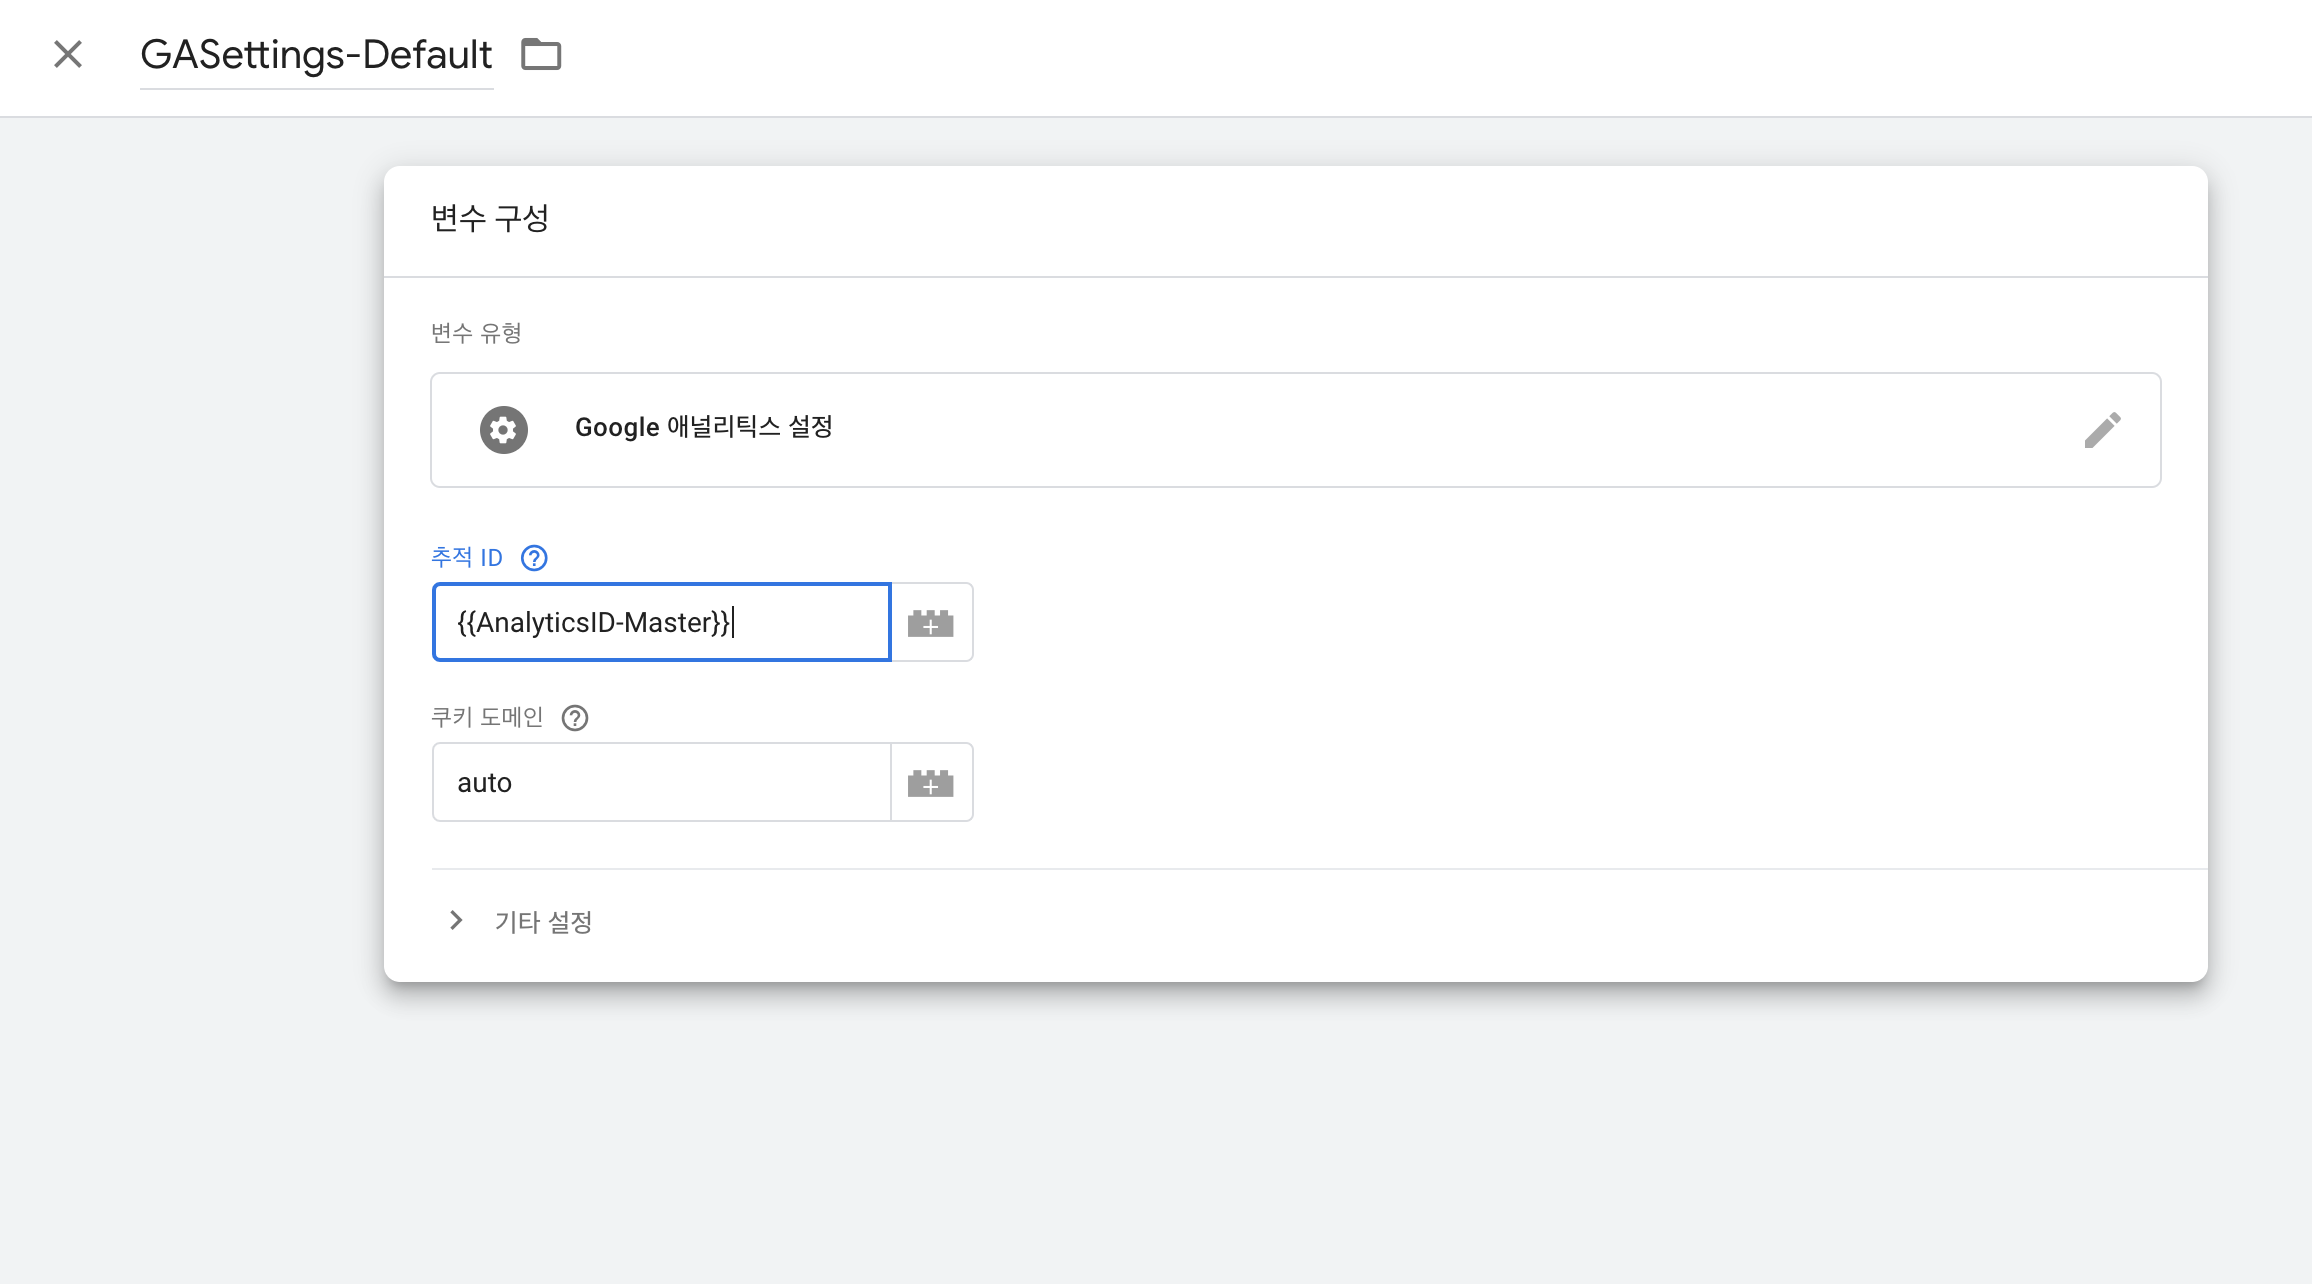 GASettings-Default
변수 구성
변수 유형
Google 애널리틱스 설정
추적 ID
{{AnalyticsID-Master}}
쿠키 도메인
auto
기타 설정